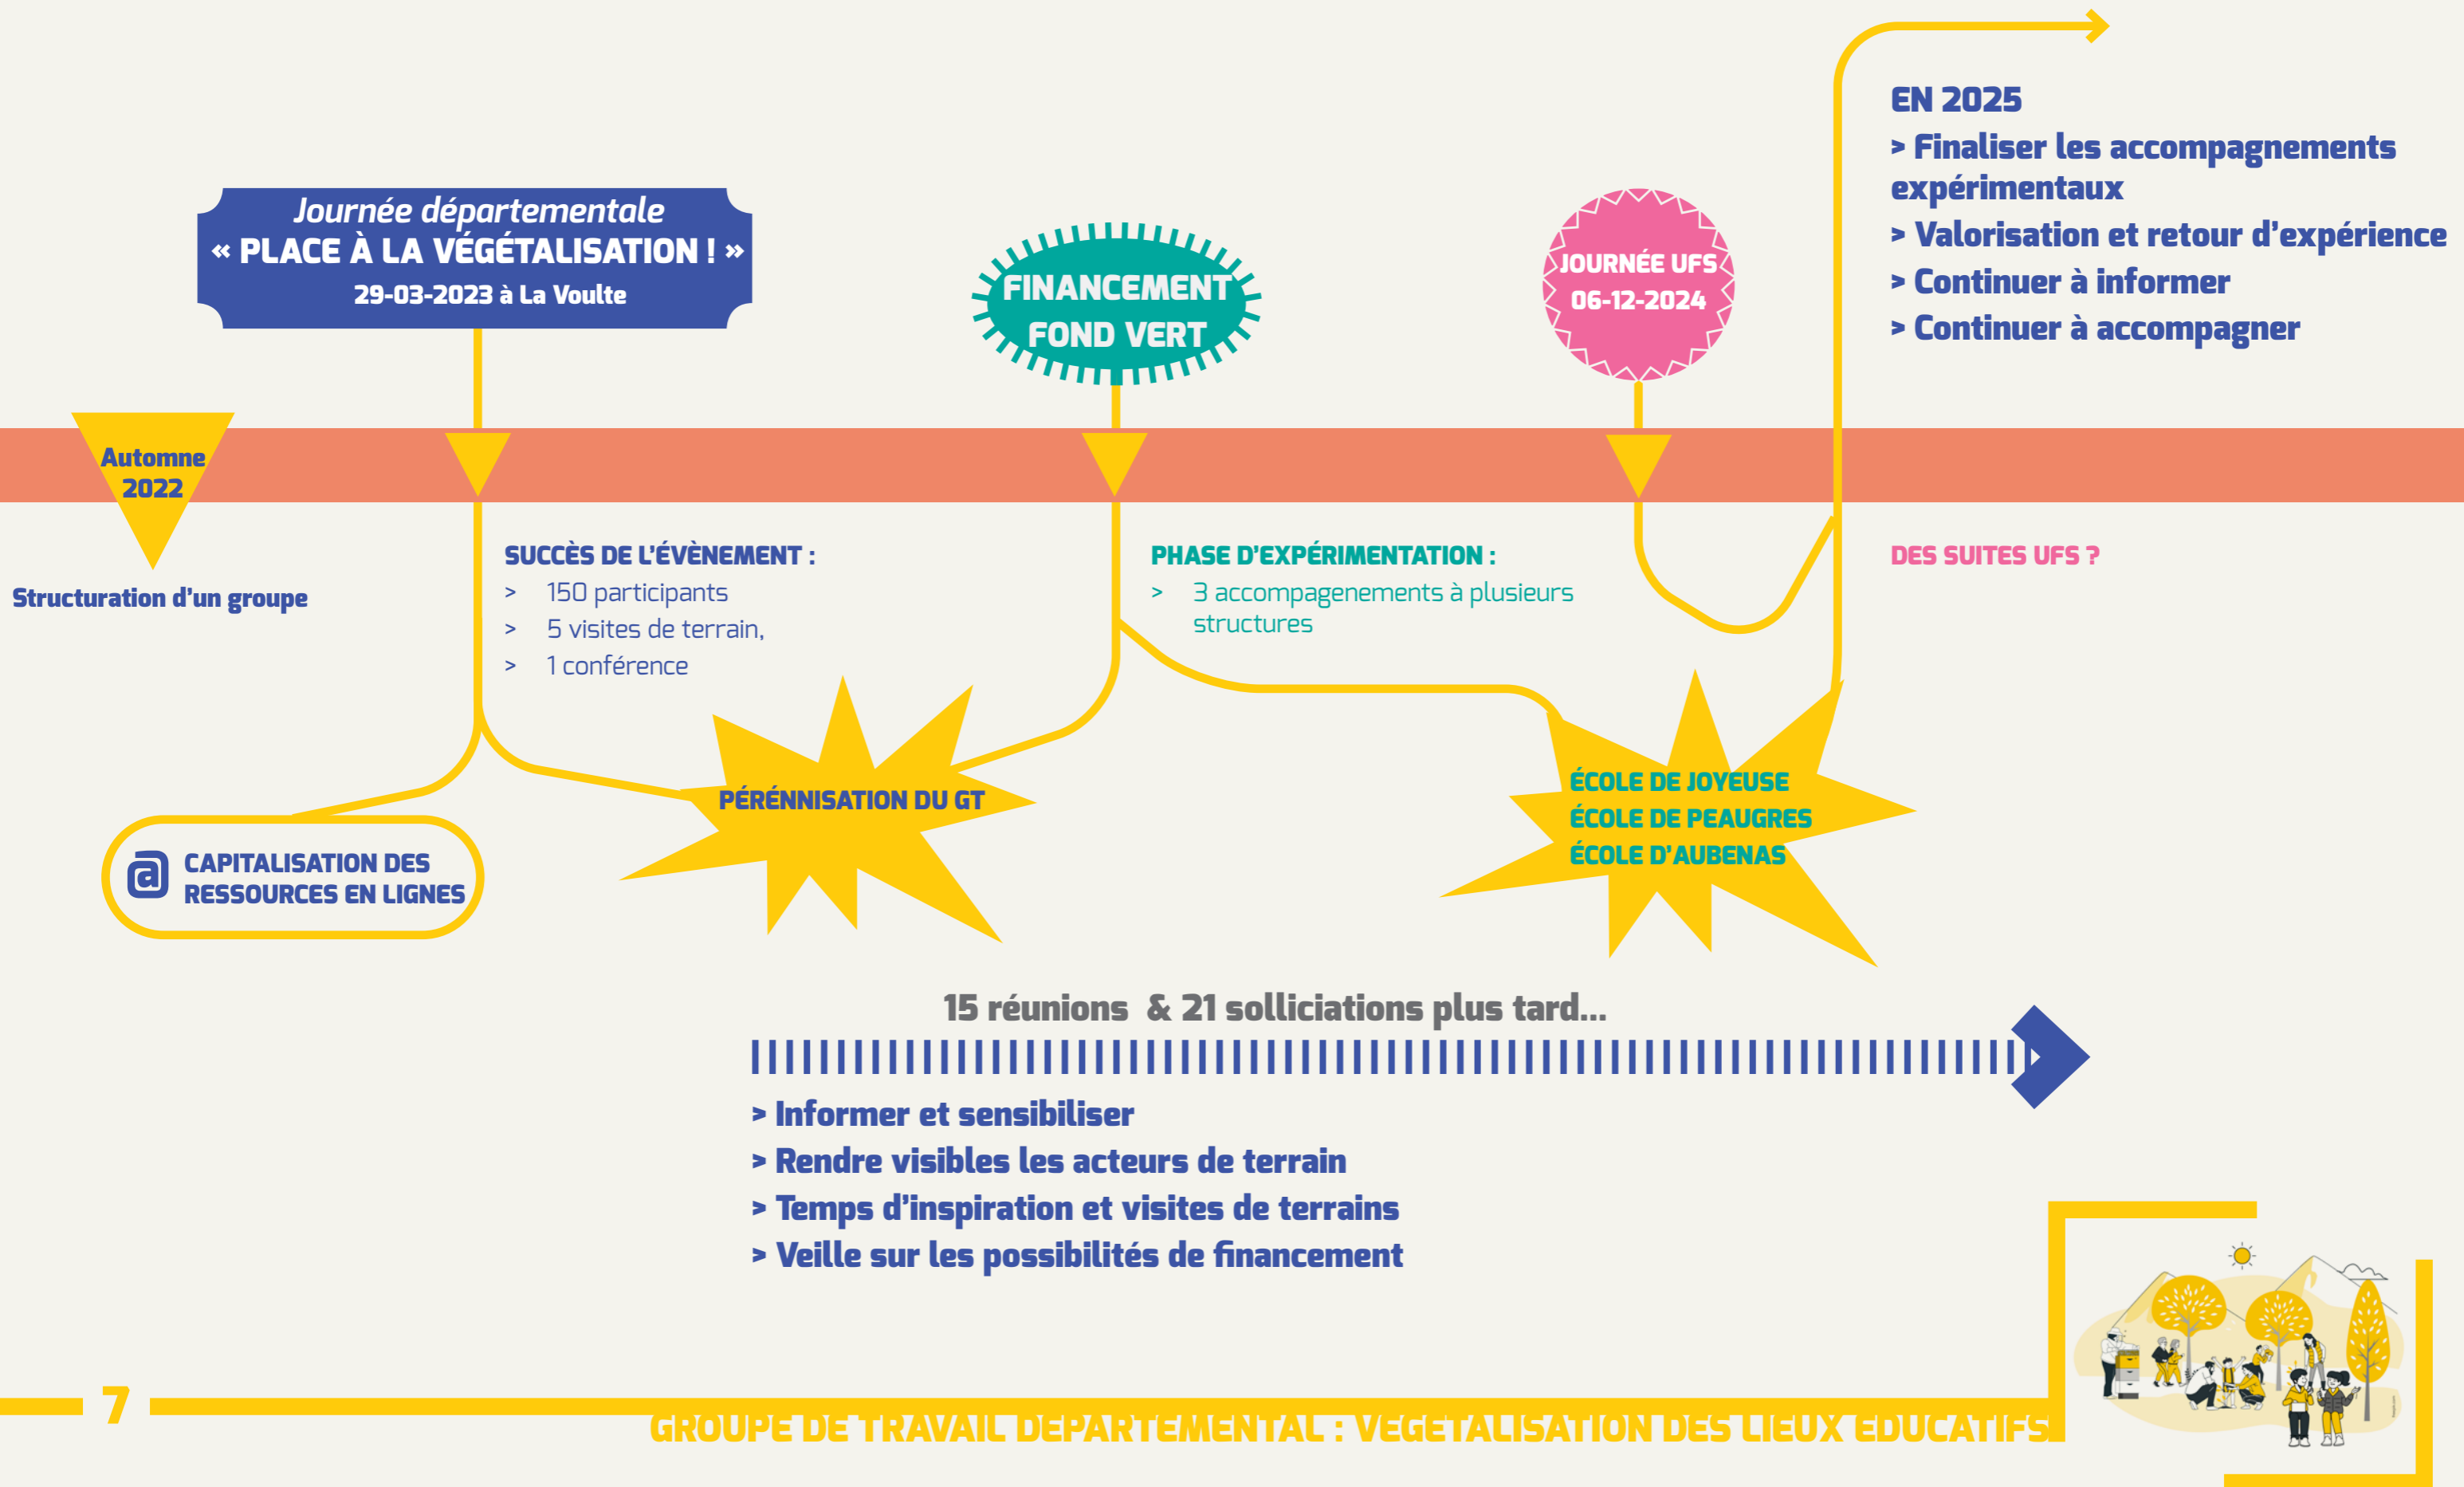 EN 2025
> Finaliser les accompagnements
expérimentaux
> Valorisation et retour d'expérience
> Continuer à informer
> Continuer à accompagner
Journée départementale
« PLACE À LA VÉGÉTALISATION ! »
29-03-2023 à La Voulte
FINANCEMENT
FOND VERT
JOURNÉE UFS
06-12-2024
Automne
2022
Structuration d'un groupe
SUCCÈS DE L'ÉVÈNEMENT :
> 150 participants
> 5 visites de terrain,
> 1 conférence
PHASE D'EXPÉRIMENTATION :
> 3 accompagenements à plusieurs
structures
DES SUITES UFS ?
@ CAPITALISATION DES
RESSOURCES EN LIGNES
PÉRÉNNISATION DU GT
ÉCOLE DE JOYEUSE
ÉCOLE DE PEAUGRES
ÉCOLE D'AUBENAS
15 réunions & 21 solliciations plus tard...
> Informer et sensibiliser
> Rendre visibles les acteurs de terrain
> Temps d'inspiration et visites de terrains
> Veille sur les possibilités de financement
7
GROUPE DE TRAVAIL DEPARTEMENTAL : VEGETALISATION DES LIEUX EDUCATIFS